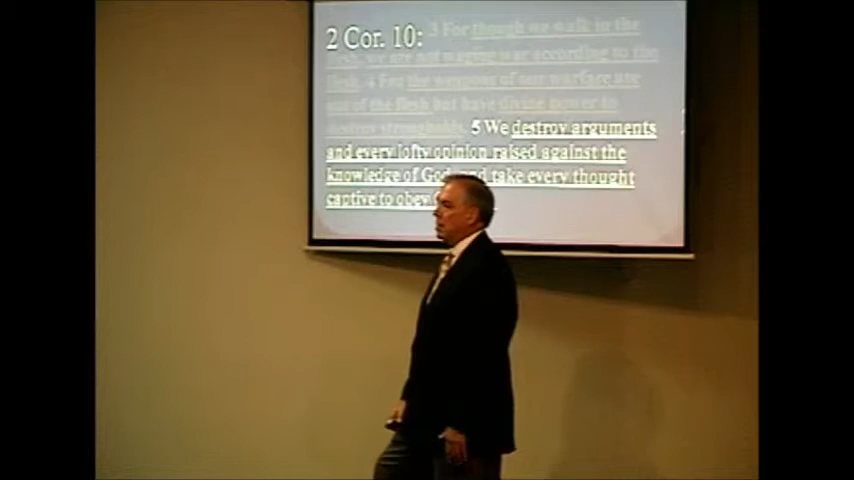 2 Cor. 10: 3 For though we walk in the
flesh, we are not waging war according to the
flesh. 4 For the weapons of our warfare are
not of the flesh but have divine power to
destroy strongholds. 5 We destroy arguments
and every lofty opinion raised against the
knowledge of God, and take every thought
captive to obey